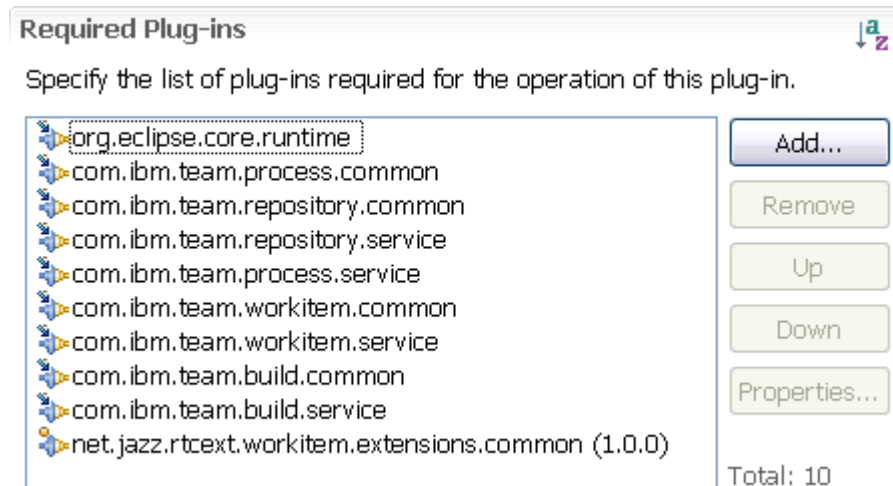 Required Plug-ins
a
z
Specify the list of plug-ins required for the operation of this plug-in.
org.eclipse.core.runtime
com.ibm.team.process.common
com.ibm.team.repository.common
com.ibm.team.repository.service
com.ibm.team.process.service
com.ibm.team.workitem.common
com.ibm.team.workitem.service
com.ibm.team.build.common
com.ibm.team.build.service
net.jazz.rtcext.workitem.extensions.common (1.0.0)
Add...
Remove
Up
Down
Properties...
Total: 10